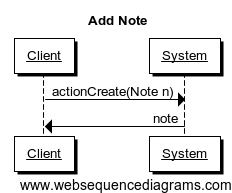 Add Note
Client System
actionCreate(Note n)
note
Client System
www.websequencediagrams.com